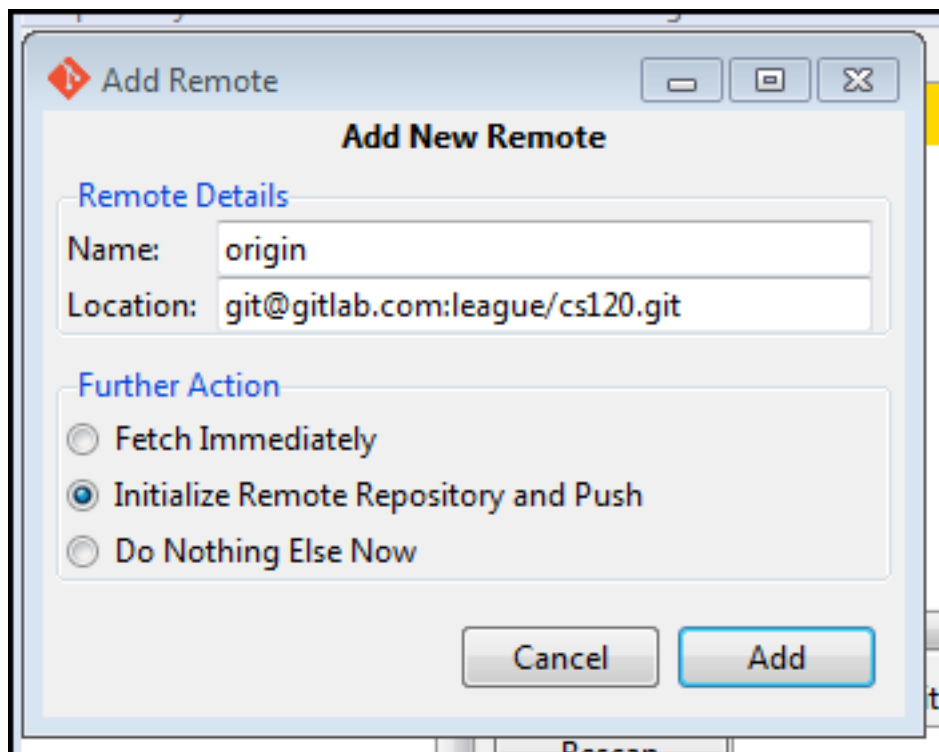 Add Remote
Add New Remote
Remote Details
Name: origin
Location: git@gitlab.com:league/cs120.git
Further Action
Fetch Immediately
Initialize Remote Repository and Push
Do Nothing Else Now
Cancel Add